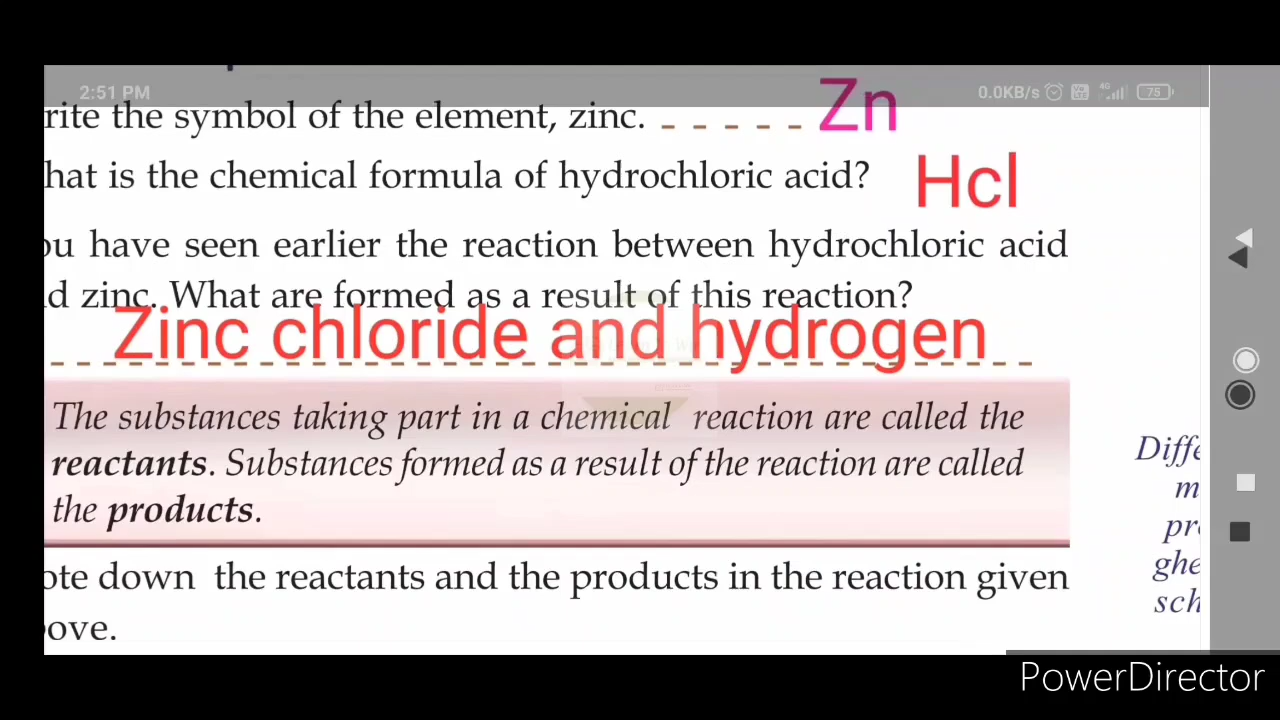 2:51 PM 0.0KB/s 4G 75
rite the symbol of the element, zinc. _ _ _ _ _ Zn
hat is the chemical formula of hydrochloric acid? Hcl
ou have seen earlier the reaction between hydrochloric acid
d zinc. What are formed as a result of this reaction?
Zinc chloride and hydrogen
The substances taking part in a chemical reaction are called the
reactants. Substances formed as a result of the reaction are called
the products.
ote down the reactants and the products in the reaction given
ove.
Diffe
m
pr
ghe
sch
PowerDirector